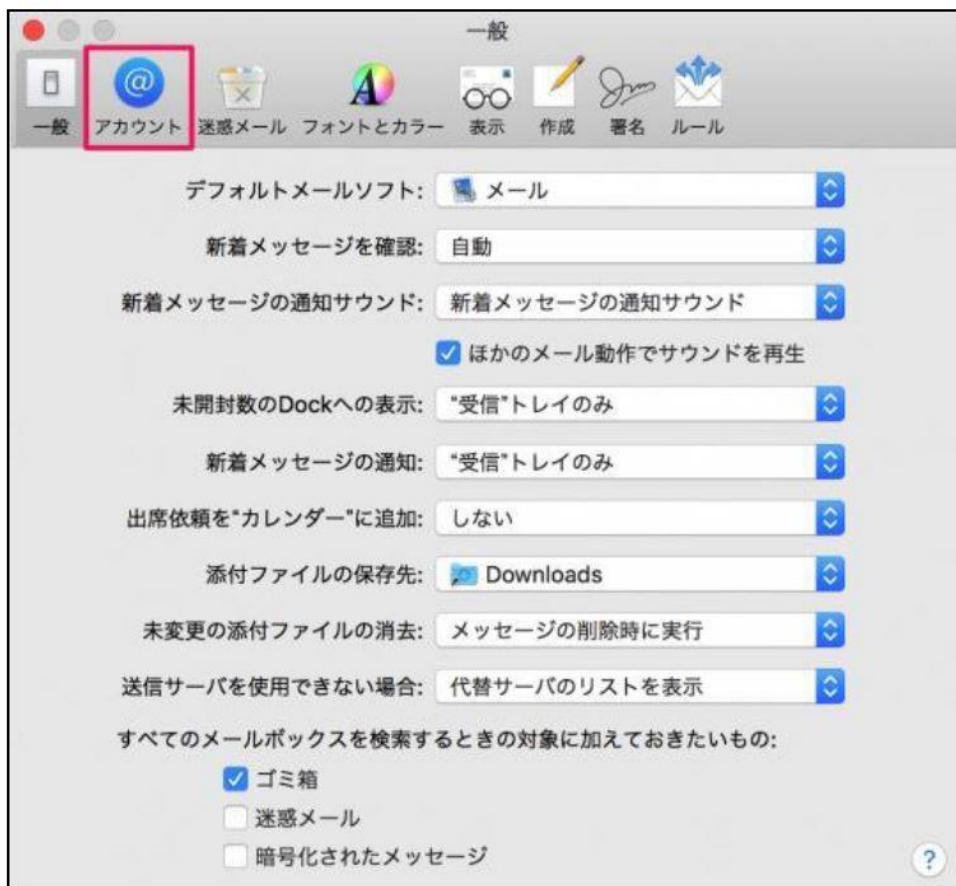 一般
一般 アカウント 迷惑メール フォントとカラー 表示 作成 署名 ルール
デフォルトメールソフト: メール
新着メッセージを確認: 自動
新着メッセージの通知サウンド: 新着メッセージの通知サウンド
ほかのメール動作でサウンドを再生
未開封数のDockへの表示: “受信”トレイのみ
新着メッセージの通知: “受信”トレイのみ
出席依頼を“カレンダー”に追加: しない
添付ファイルの保存先: Downloads
未変更の添付ファイルの消去: メッセージの削除時に実行
送信サーバを使用できない場合: 代替サーバのリストを表示
すべてのメールボックスを検索するときの対象に加えておきたいもの:
ゴミ箱
迷惑メール
暗号化されたメッセージ
?